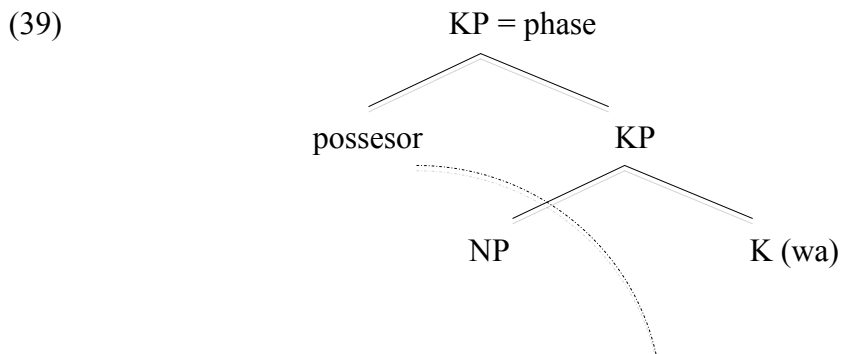 (39) KP = phase
possesor KP
NP K (wa)